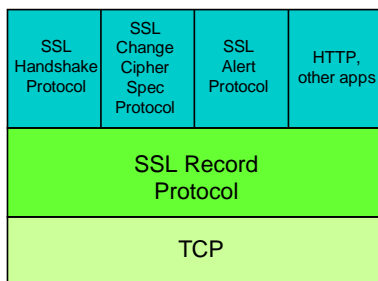 SSL
Handshake
Protocol
SSL
Change
Cipher
Spec
Protocol
SSL
Alert
Protocol
HTTP,
other apps
SSL Record
Protocol
TCP